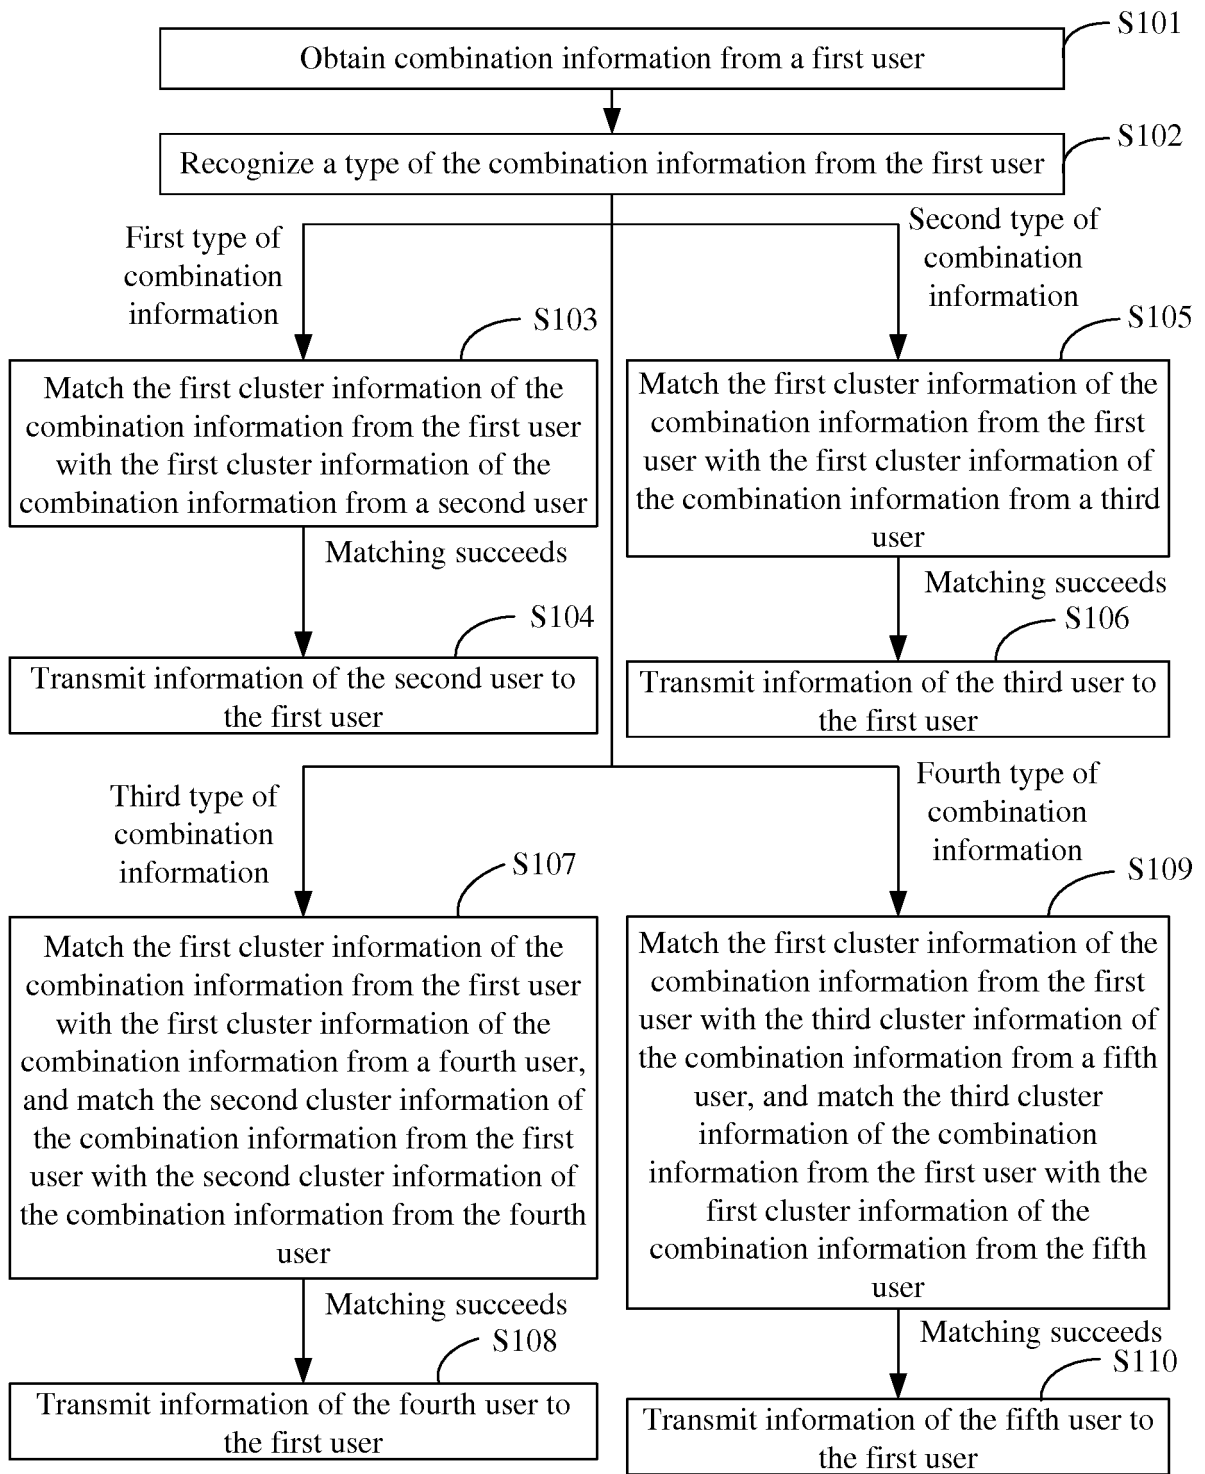 S101
Obtain combination information from a first user
S102
Recognize a type of the combination information from the first user
First type of
combination
information
Second type of
combination
information
S103
Match the first cluster information of the
combination information from the first user
with the first cluster information of the
combination information from a second user
S105
Match the first cluster information of the
combination information from the first
user with the first cluster information of
the combination information from a third
user
Matching succeeds
S104
Transmit information of the second user to
the first user
Matching succeeds
S106
Transmit information of the third user to
the first user
Third type of
combination
information
Fourth type of
combination
information
S107
Match the first cluster information of the
combination information from the first user
with the first cluster information of the
combination information from a fourth user,
and match the second cluster information of
the combination information from the first
user with the second cluster information of
the combination information from the fourth
user
S109
Match the first cluster information of the
combination information from the first
user with the third cluster information of
the combination information from a fifth
user, and match the third cluster
information of the combination
information from the first user with the
first cluster information of the
combination information from the fifth
user
Matching succeeds
S108
Transmit information of the fourth user to
the first user
Matching succeeds
S110
Transmit information of the fifth user to
the first user